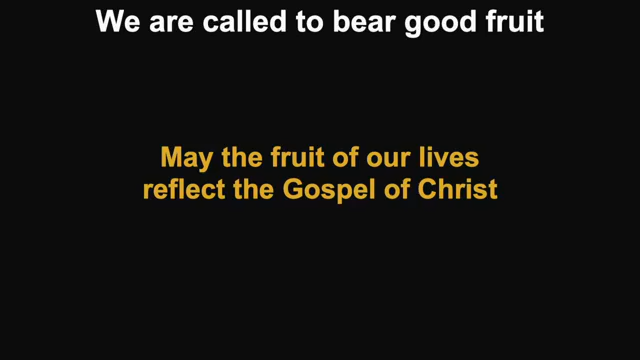 We are called to bear good fruit
May the fruit of our lives
reflect the Gospel of Christ